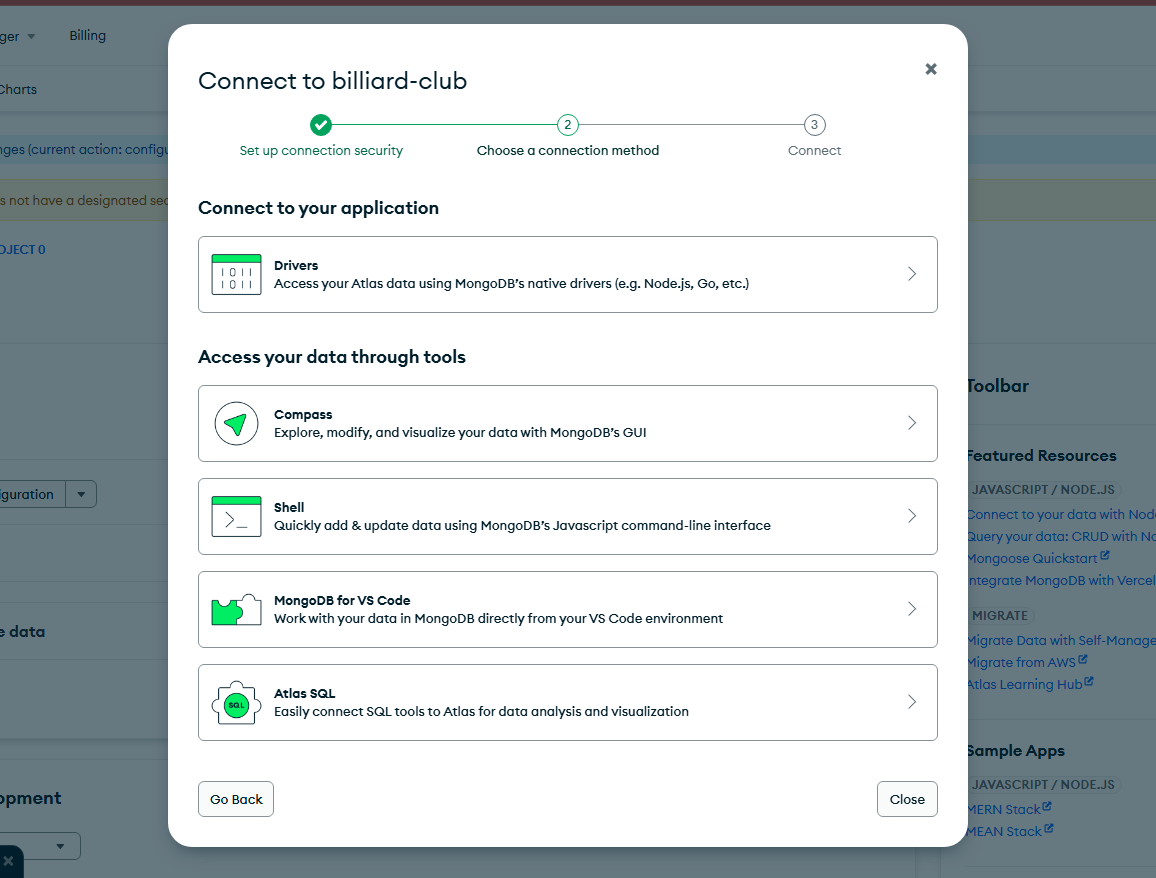 ger
Billing
Charts
nges (current action: configu
s not have a designated sec
OJECT 0
guration
e data
opment
Connect to billiard-club
2
3
Set up connection security
Choose a connection method
Connect
Connect to your application
1011
1011
Drivers
Access your Atlas data using MongoDB's native drivers (e.g. Node.js, Go, etc.)
Access your data through tools
Compass
Explore, modify, and visualize your data with MongoDB's GUI
>_
Shell
Quickly add & update data using MongoDB's Javascript command-line interface
MongoDB for VS Code
Work with your data in MongoDB directly from your VS Code environment
SQL
Atlas SQL
Easily connect SQL tools to Atlas for data analysis and visualization
Go Back
Close
Toolbar
Featured Resources
JAVASCRIPT / NODE.JS
Connect to your data with Node
Query your data: CRUD with No
Mongoose Quickstart
ntegrate MongoDB with Vercel
MIGRATE
Migrate Data with Self-Manage
Migrate from AWS
Atlas Learning Hub
Sample Apps
JAVASCRIPT / NODE.JS
MERN Stack
MEAN Stack